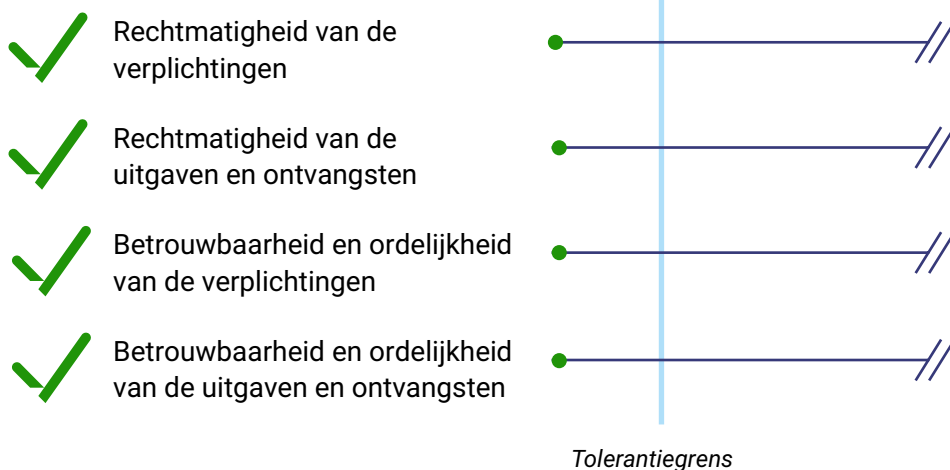 Rechtmatigheid van de
verplichtingen
Rechtmatigheid van de
uitgaven en ontvangsten
Betrouwbaarheid en ordelijkheid
van de verplichtingen
Betrouwbaarheid en ordelijkheid
van de uitgaven en ontvangsten
Tolerantiegrens